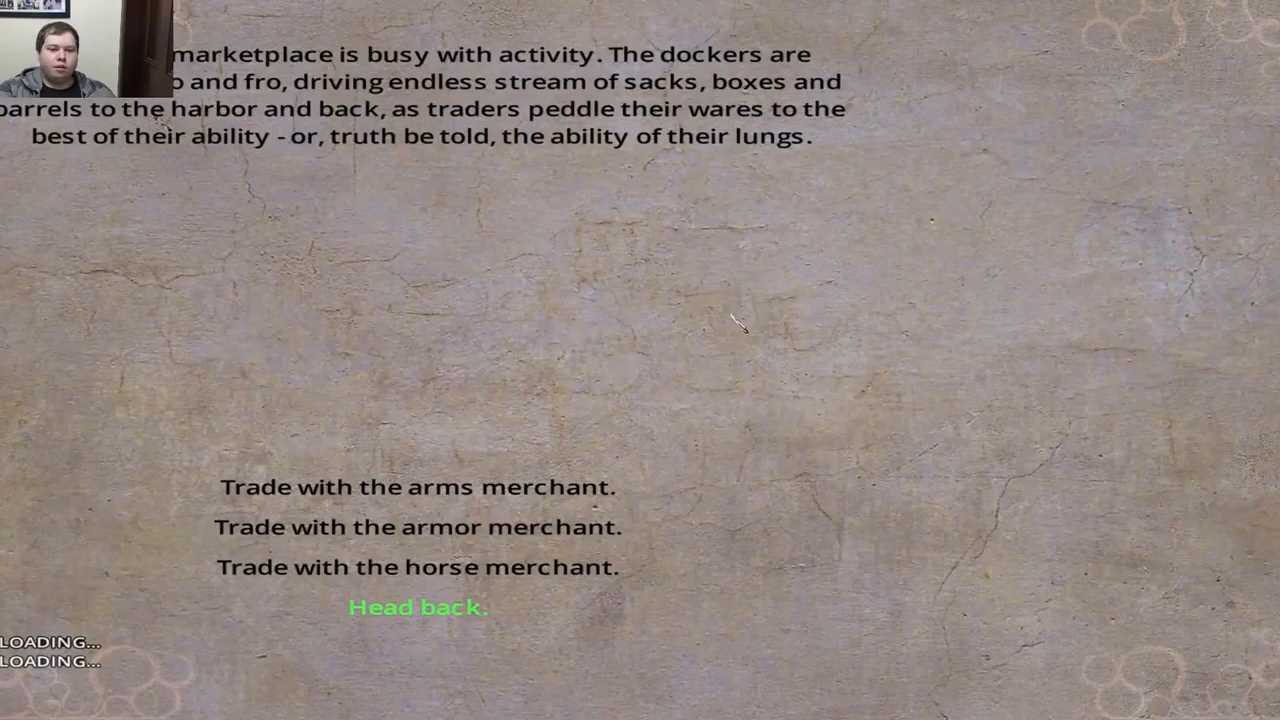 marketplace is busy with activity. The dockers are
and fro, driving endless stream of sacks, boxes and
barrels to the harbor and back, as traders peddle their wares to the
best of their ability - or, truth be told, the ability of their lungs.
Trade with the arms merchant.
Trade with the armor merchant.
Trade with the horse merchant.
Head back.
LOADING...
LOADING...